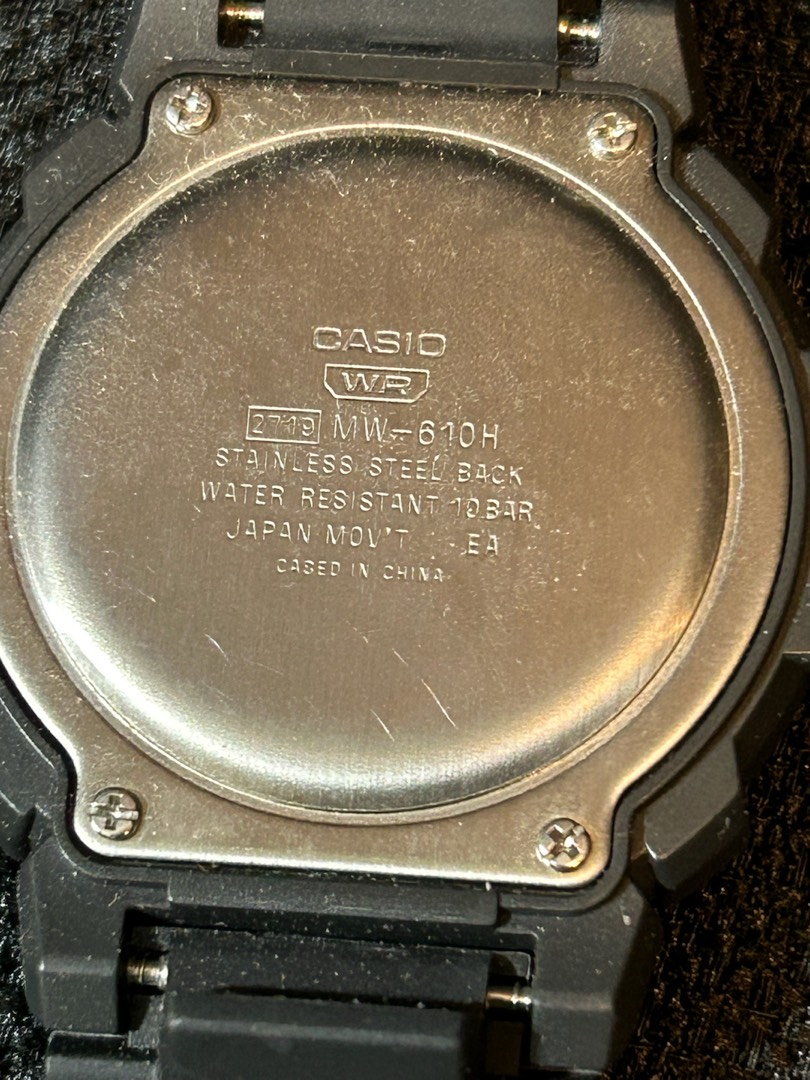 CASIO
WR
2719 MW-610H
STAINLESS STEEL BACK
WATER RESISTANT 10BAR
JAPAN MOV'T EA
CASED IN CHINA